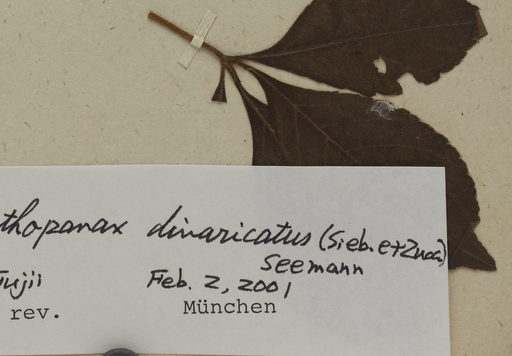 thopanax divaricatus (Sieb. et Zucc.)
Seemann
Fujii Feb. 2, 2001
rev. München